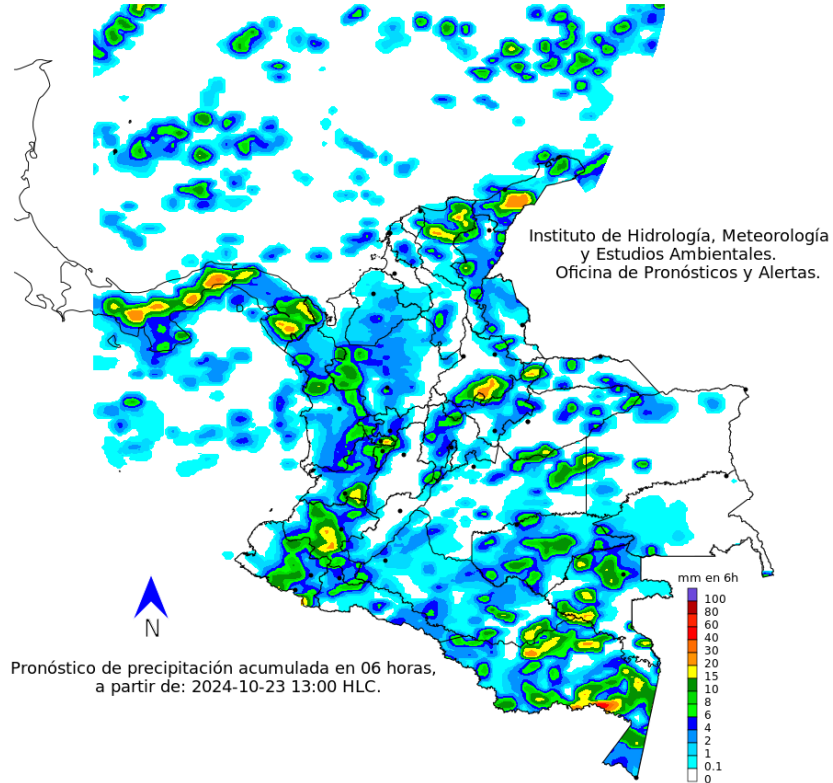 Instituto de Hidrología, Meteorología
y Estudios Ambientales.
Oficina de Pronósticos y Alertas.
mm en 6h
100
80
60
40
30
20
15
10
8
6
4
2
1
0.1
0
N
Pronóstico de precipitación acumulada en 06 horas,
a partir de: 2024-10-23 13:00 HLC.